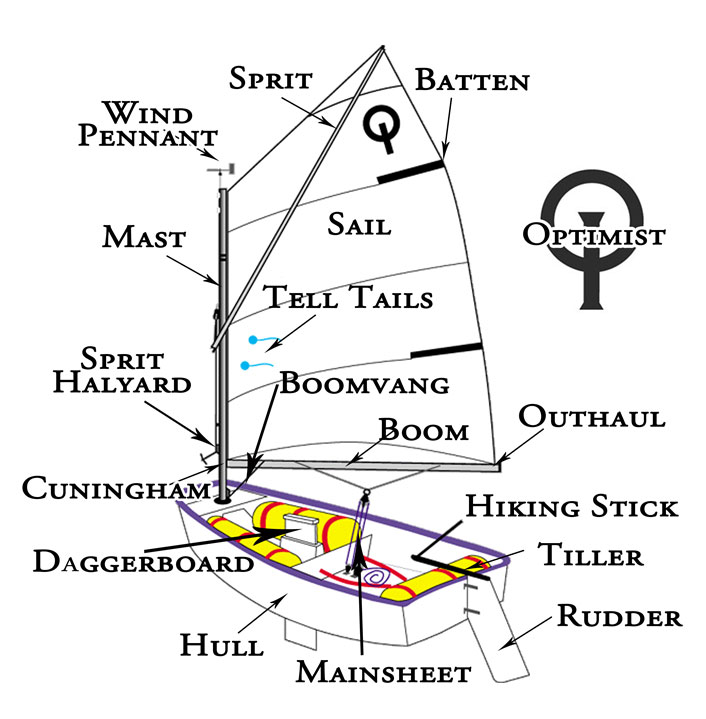 Sprit
Batten
Wind
Pennant
Sail
Optimist
Mast
Tell Tails
Sprit
Halyard
Boomvang
Boom
Outhaul
Cuningham
Hiking Stick
Daggerboard
Tiller
Rudder
Hull
Mainsheet